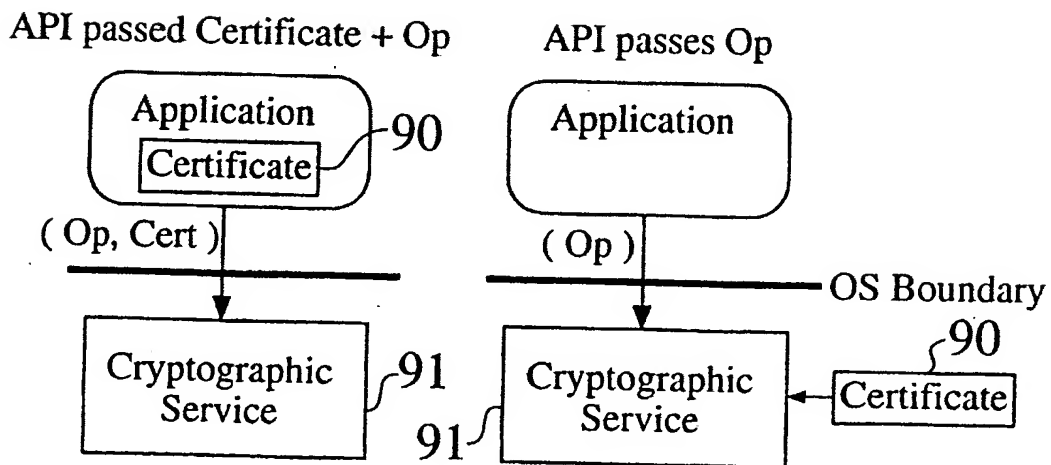 API passed Certificate + Op
Application
Certificate
90
( Op, Cert )
Cryptographic
Service
91
API passes Op
Application
( Op )
OS Boundary
Cryptographic
Service
91
90
Certificate